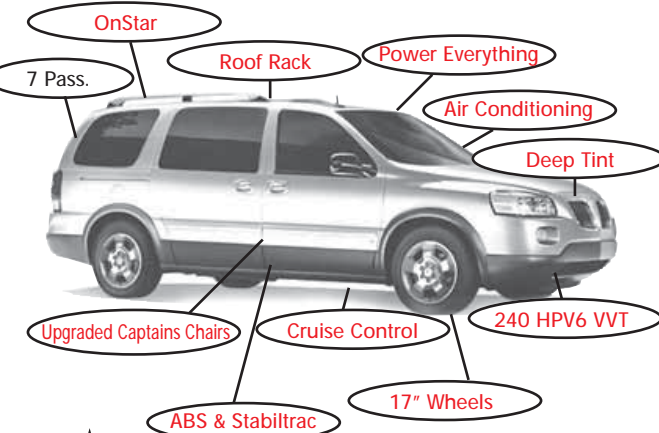 OnStar
Roof Rack
Power Everything
7 Pass.
Air Conditioning
Deep Tint
Upgraded Captains Chairs
Cruise Control
240 HPV6 VVT
17” Wheels
ABS & Stabiltrac